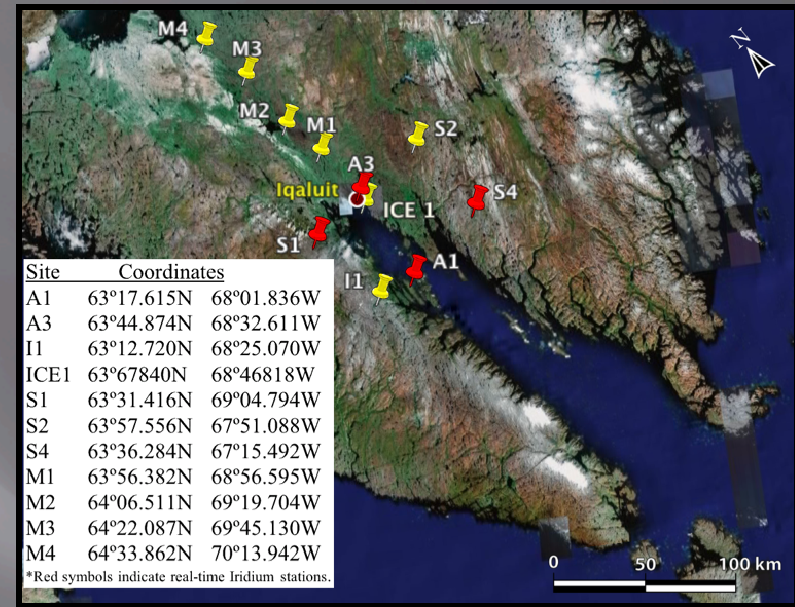 M4
N
M3
M2
M1
S2
A3
Iqaluit
S4
ICE 1
S1
A1
I1
Site Coordinates
A1 63º17.615N 68º01.836W
A3 63º44.874N 68º32.611W
I1 63º12.720N 68º25.070W
ICE1 63º67840N 68º46818W
S1 63º31.416N 69º04.794W
S2 63º57.556N 67º51.088W
S4 63º36.284N 67º15.492W
M1 63º56.382N 68º56.595W
M2 64º06.511N 69º19.704W
M3 64º22.087N 69º45.130W
M4 64º33.862N 70º13.942W
*Red symbols indicate real-time Iridium stations.
0 50 100 km